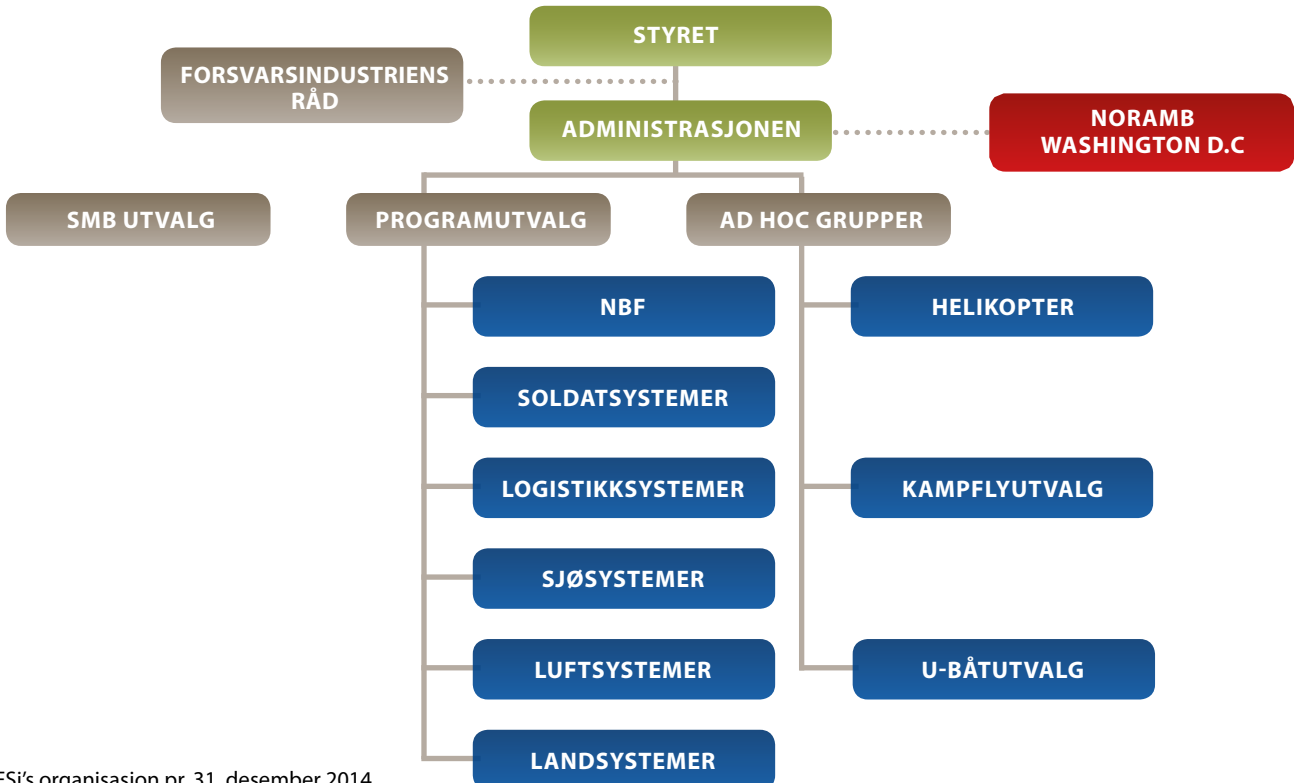 STYRET
FORSVARSINDUSTRIENS
RÅD
ADMINISTRASJONEN
NORAMB
WASHINGTON D.C
SMB UTVALG
PROGRAMUTVALG
AD HOC GRUPPER
NBF
HELIKOPTER
SOLDATSYSTEMER
LOGISTIKKSYSTEMER
KAMPFLYUTVALG
SJØSYSTEMER
LUFTSYSTEMER
U-BÅTUTVALG
LANDSYSTEMER
organisasjon pr. 31. desember 2014